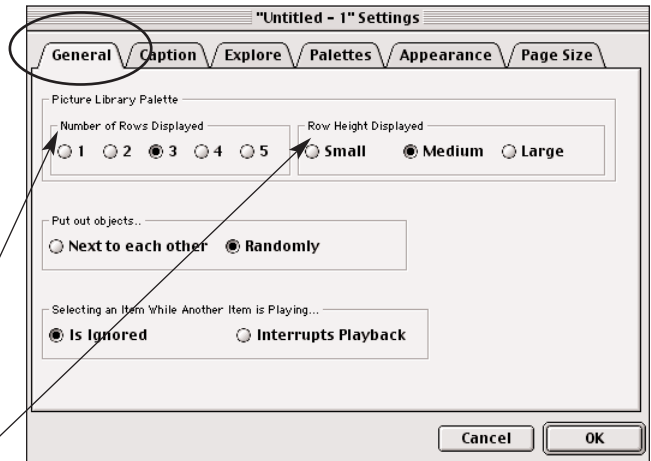 "Untitled - 1" Settings
General Caption Explore Palettes Appearance Page Size
Picture Library Palette
Number of Rows Displayed Row Height Displayed
1 2 3 4 5 Small Medium Large
Put out objects..
Next to each other Randomly
Selecting an Item While Another Item is Playing...
Is Ignored Interrupts Playback
Cancel OK